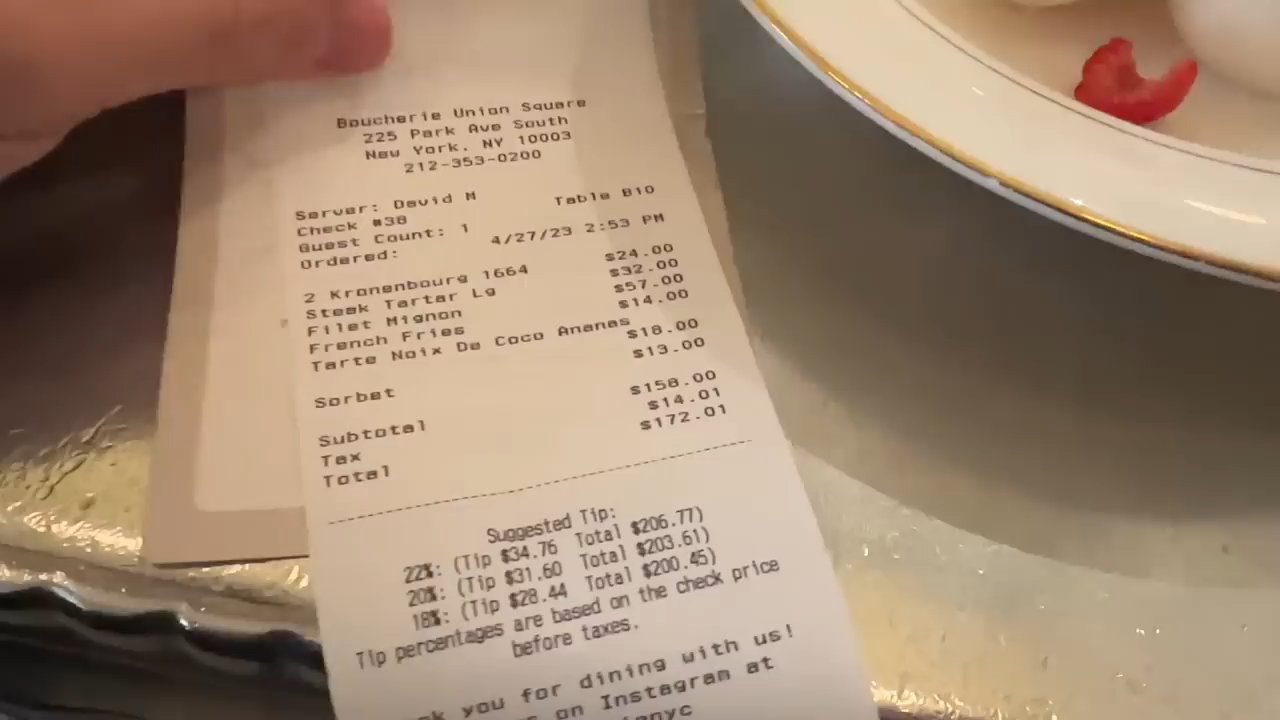 Boucherie Union Square
225 Park Ave South
New York, NY 10003
212-353-0200
Server: David M Table B10
Check #38
Guest Count: 1
Ordered: 4/27/23 2:53 PM
2 Kronenbourg 1664 $24.00
Steak Tartar Lg $32.00
Filet Mignon $57.00
French Fries $14.00
Tarte Noix De Coco Ananas $18.00
Sorbet $13.00
Subtotal $158.00
Tax $14.01
Total $172.01
Suggested Tip:
22%: (Tip $34.76 Total $206.77)
20%: (Tip $31.60 Total $203.61)
18%: (Tip $28.44 Total $200.45)
Tip percentages are based on the check price
before taxes.
you for dining with us!
on Instagram at